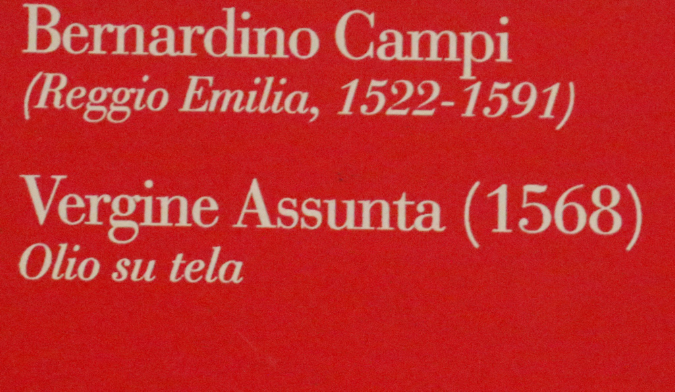 Bernardino Campi
(Reggio Emilia, 1522-1591)
Vergine Assunta (1568)
Olio su tela